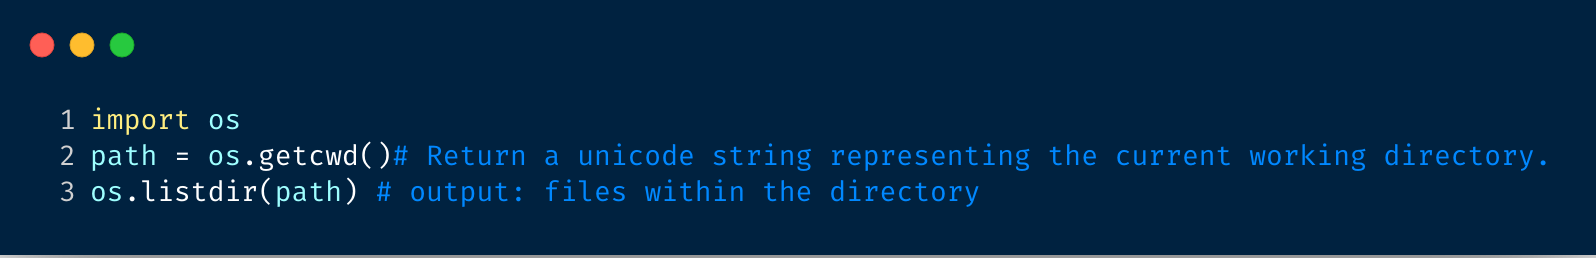 1 import os
2 path = os.getcwd()# Return a unicode string representing the current working directory.
3 os.listdir(path) # output: files within the directory